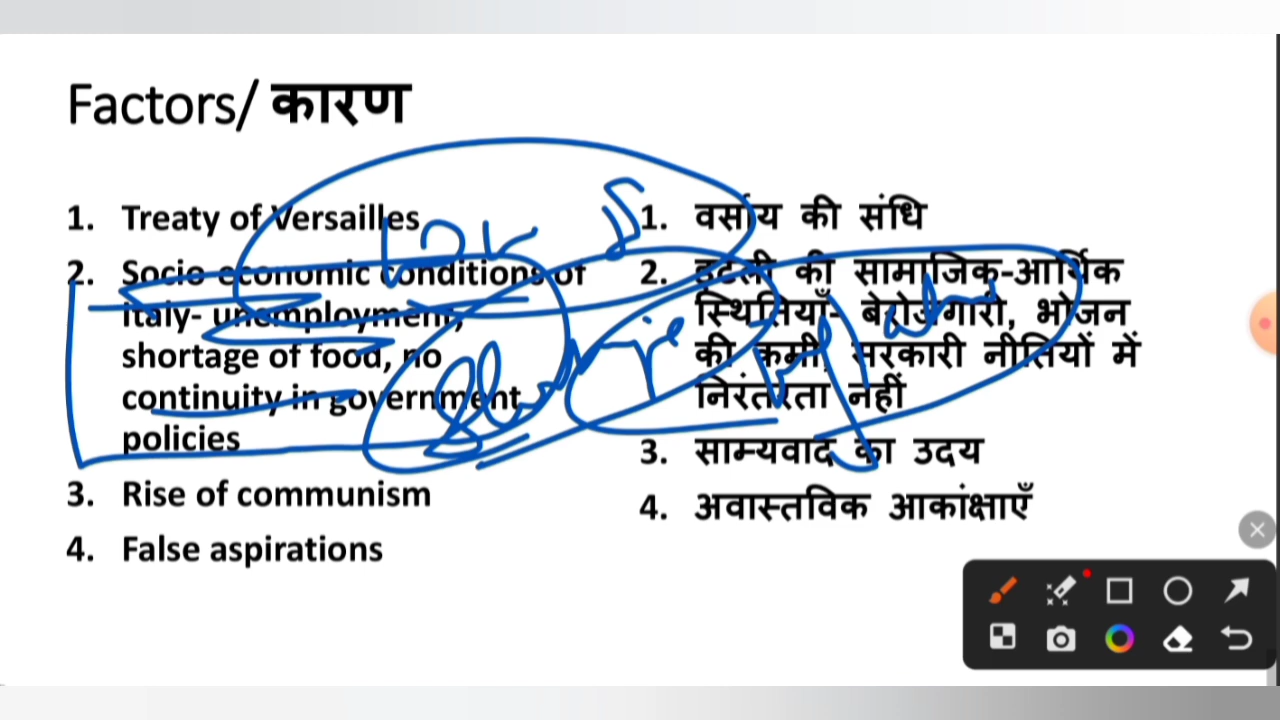 Factors/ कारण
1. Treaty of Versailles
2. Socio-economic conditions of
Italy- unemployment,
shortage of food, no
continuity in government
policies
3. Rise of communism
4. False aspirations
1. वर्साय की संधि
2. इटली की सामाजिक-आर्थिक
स्थितियाँ- बेरोजगारी, भोजन
की कमी, सरकारी नीतियों में
निरंतरता नहीं
3. साम्यवाद का उदय
4. अवास्तविक आकांक्षाएँ